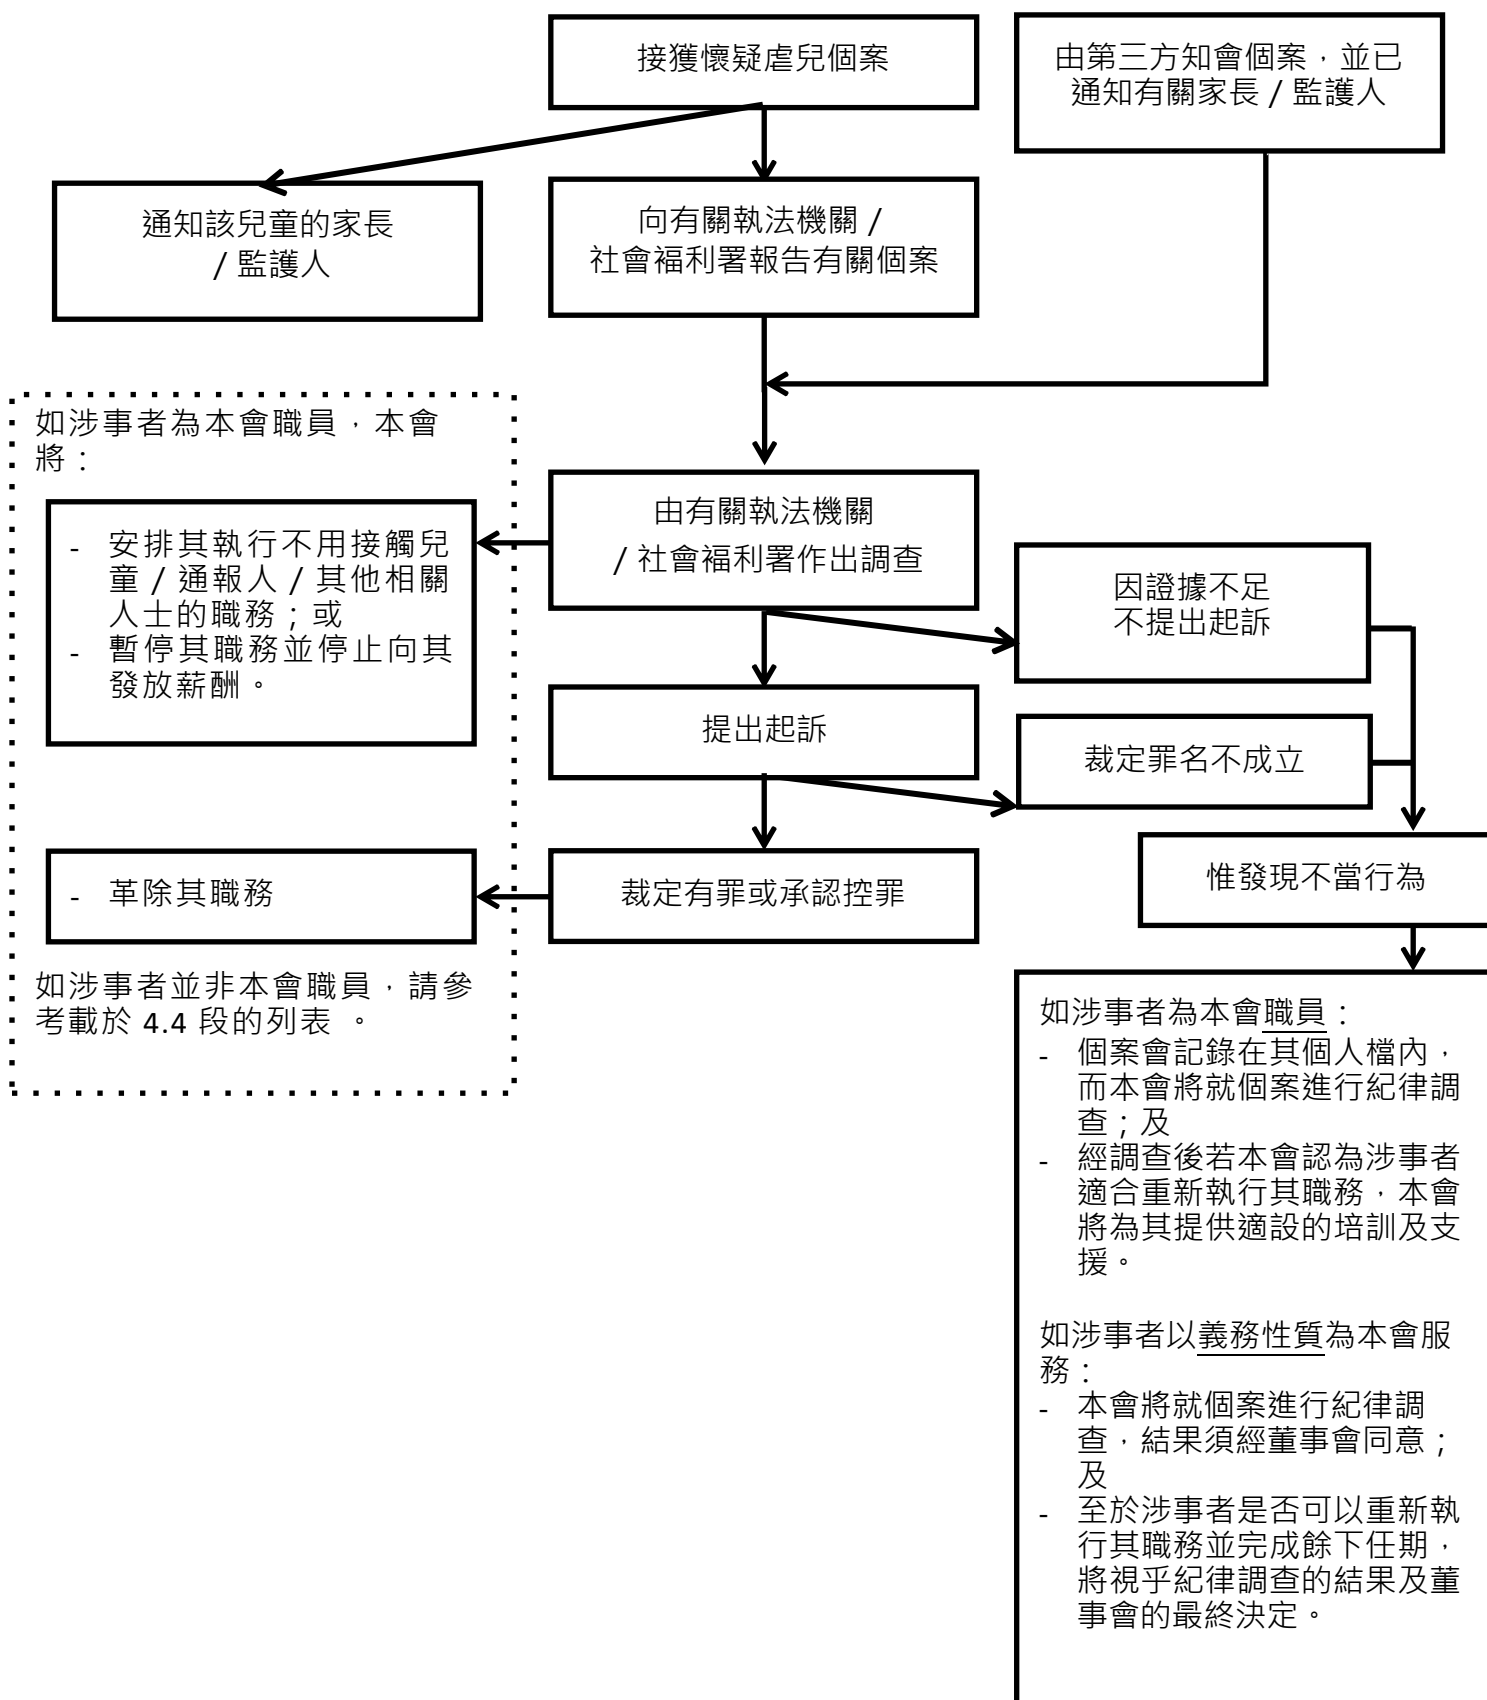 接獲懷疑虐兒個案
由第三方知會個案，並已
通知有關家長 / 監護人
通知該兒童的家長
/ 監護人
向有關執法機關 /
社會福利署報告有關個案
如涉事者為本會職員，本會
將：
- 安排其執行不用接觸兒
童 / 通報人 / 其他相關
人士的職務；或
- 暫停其職務並停止向其
發放薪酬。
由有關執法機關
/ 社會福利署作出調查
因證據不足
不提出起訴
提出起訴
裁定罪名不成立
- 革除其職務
裁定有罪或承認控罪
惟發現不當行為
如涉事者並非本會職員，請參
考載於 4.4 段的列表 。
如涉事者為本會職員：
- 個案會記錄在其個人檔內，
而本會將就個案進行紀律調
查；及
- 經調查後若本會認為涉事者
適合重新執行其職務，本會
將為其提供適設的培訓及支
援。
如涉事者以義務性質為本會服
務：
- 本會將就個案進行紀律調
查，結果須經董事會同意；
及
- 至於涉事者是否可以重新執
行其職務並完成餘下任期，
將視乎紀律調查的結果及董
事會的最終決定。